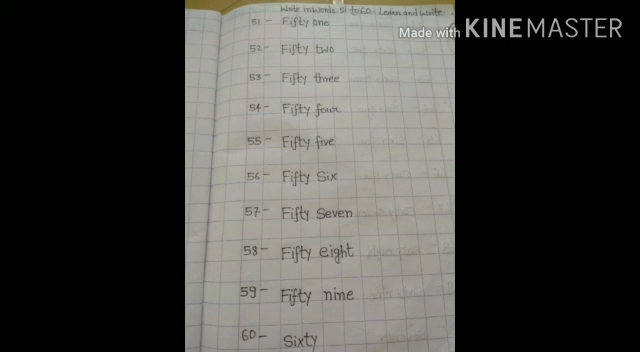 Write in words 51 to 60. Learn and Write.
Made with KINEMASTER
51- Fifty one
52- Fifty two
53- Fifty three
54- Fifty four
55- Fifty five
56- Fifty Six
57- Fifty Seven
58- Fifty eight
59- Fifty nine
60- Sixty